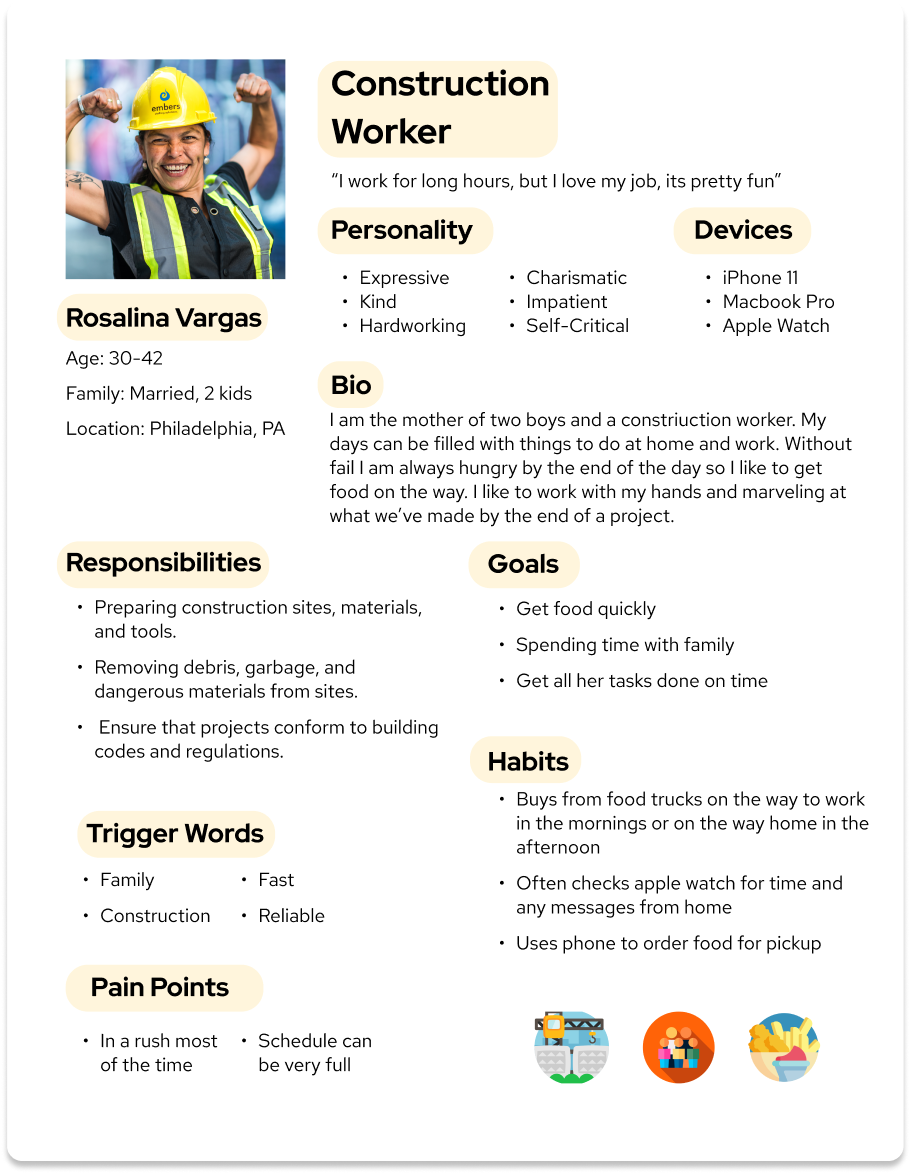 embers
Construction
Worker
“I work for long hours, but I love my job, its pretty fun”
Personality
• Expressive
• Kind
• Hardworking
• Charismatic
• Impatient
• Self-Critical
Devices
• iPhone 11
• Macbook Pro
• Apple Watch
Rosalina Vargas
Age: 30-42
Family: Married, 2 kids
Location: Philadelphia, PA
Bio
I am the mother of two boys and a constriuction worker. My
days can be filled with things to do at home and work. Without
fail I am always hungry by the end of the day so I like to get
food on the way. I like to work with my hands and marveling at
what we’ve made by the end of a project.
Responsibilities
• Preparing construction sites, materials,
and tools.
• Removing debris, garbage, and
dangerous materials from sites.
• Ensure that projects conform to building
codes and regulations.
Goals
• Get food quickly
• Spending time with family
• Get all her tasks done on time
Habits
• Buys from food trucks on the way to work
in the mornings or on the way home in the
afternoon
• Often checks apple watch for time and
any messages from home
• Uses phone to order food for pickup
Trigger Words
• Family
• Construction
• Fast
• Reliable
Pain Points
• In a rush most
of the time
• Schedule can
be very full